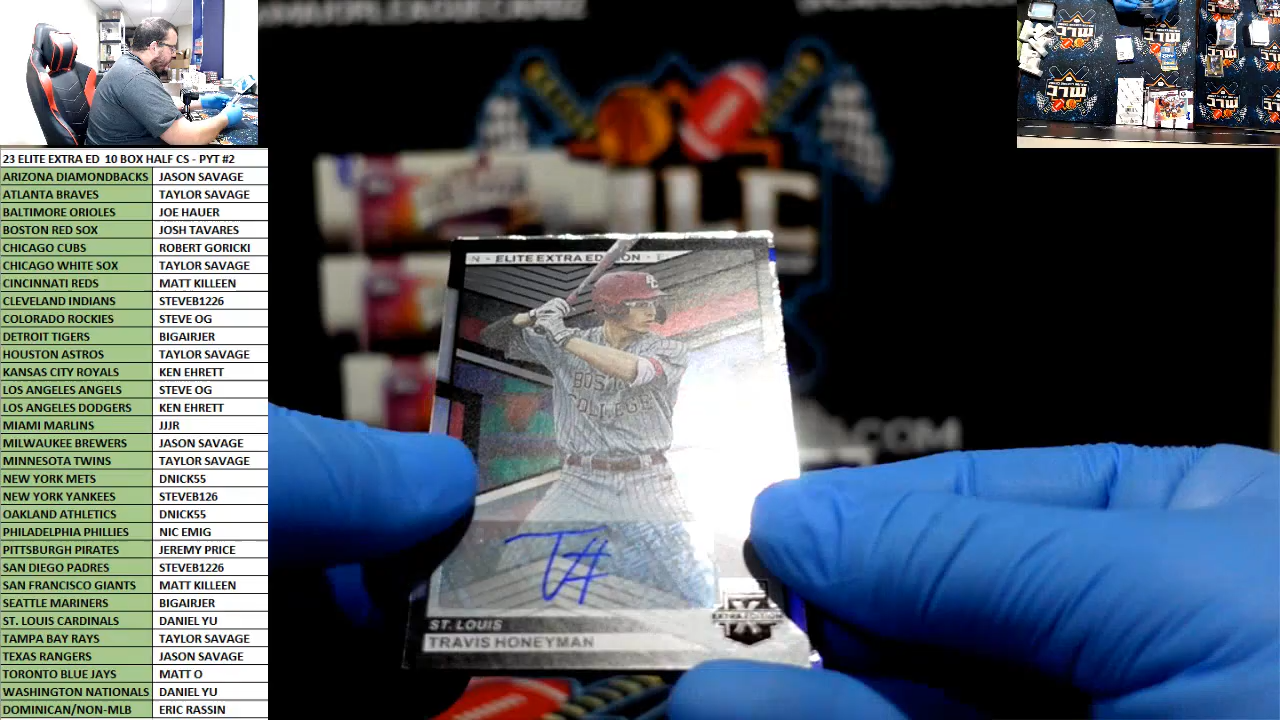 23 ELITE EXTRA ED 10 BOX HALF CS - PYT #2
ARIZONA DIAMONDBACKS JASON SAVAGE
ATLANTA BRAVES TAYLOR SAVAGE
BALTIMORE ORIOLES JOE HAUER
BOSTON RED SOX JOSH TAVARES
CHICAGO CUBS ROBERT GORICKI
CHICAGO WHITE SOX TAYLOR SAVAGE
CINCINNATI REDS MATT KILLEEN
CLEVELAND INDIANS STEVEB1226
COLORADO ROCKIES STEVE OG
DETROIT TIGERS BIGAIRJER
HOUSTON ASTROS TAYLOR SAVAGE
KANSAS CITY ROYALS KEN EHRETT
LOS ANGELES ANGELS STEVE OG
LOS ANGELES DODGERS KEN EHRETT
MIAMI MARLINS JJJR
MILWAUKEE BREWERS JASON SAVAGE
MINNESOTA TWINS TAYLOR SAVAGE
NEW YORK METS DNICK55
NEW YORK YANKEES STEVEB126
OAKLAND ATHLETICS DNICK55
PHILADELPHIA PHILLIES NIC EMIG
PITTSBURGH PIRATES JEREMY PRICE
SAN DIEGO PADRES STEVEB1226
SAN FRANCISCO GIANTS MATT KILLEEN
SEATTLE MARINERS BIGAIRJER
ST. LOUIS CARDINALS DANIEL YU
TAMPA BAY RAYS TAYLOR SAVAGE
TEXAS RANGERS JASON SAVAGE
TORONTO BLUE JAYS MATT O
WASHINGTON NATIONALS DANIEL YU
DOMINICAN/NON-MLB ERIC RASSIN
N - ELITE EXTRA EDITION - E
BC
BOSTON
COLLEGE
TH
ST. LOUIS
TRAVIS HONEYMAN
EXTRA EDITION
MLC
.COM